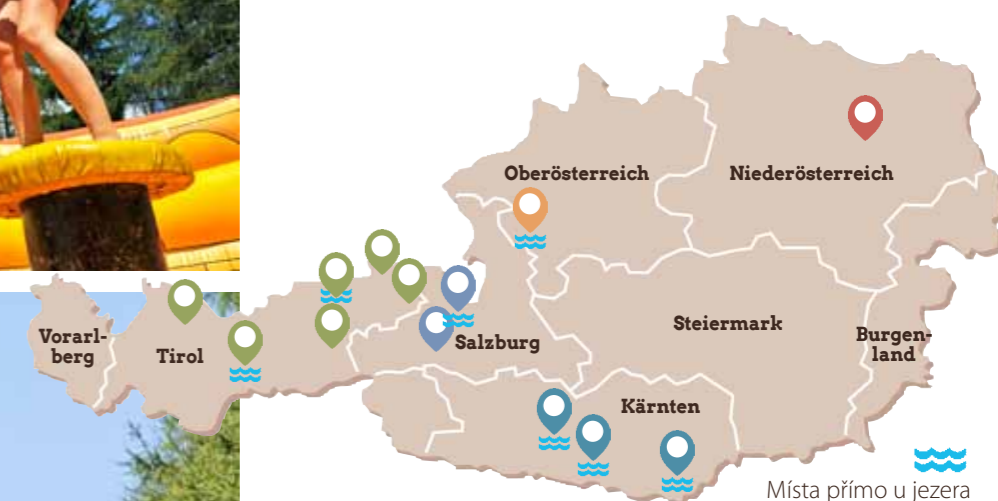 Oberösterreich
Niederösterreich
Vorarl-
berg
Tirol
Salzburg
Steiermark
Burgen-
land
Kärnten
Místa přímo u jezera